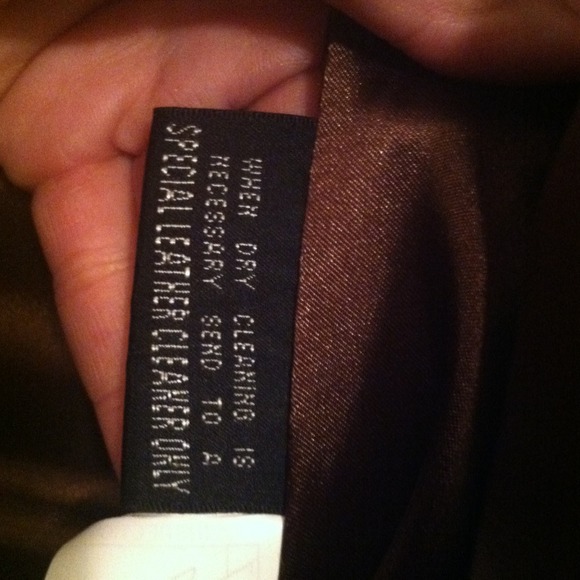 WHEN DRY CLEANING IS
NECESSARY SEND TO A
SPECIAL LEATHER CLEANER ONLY